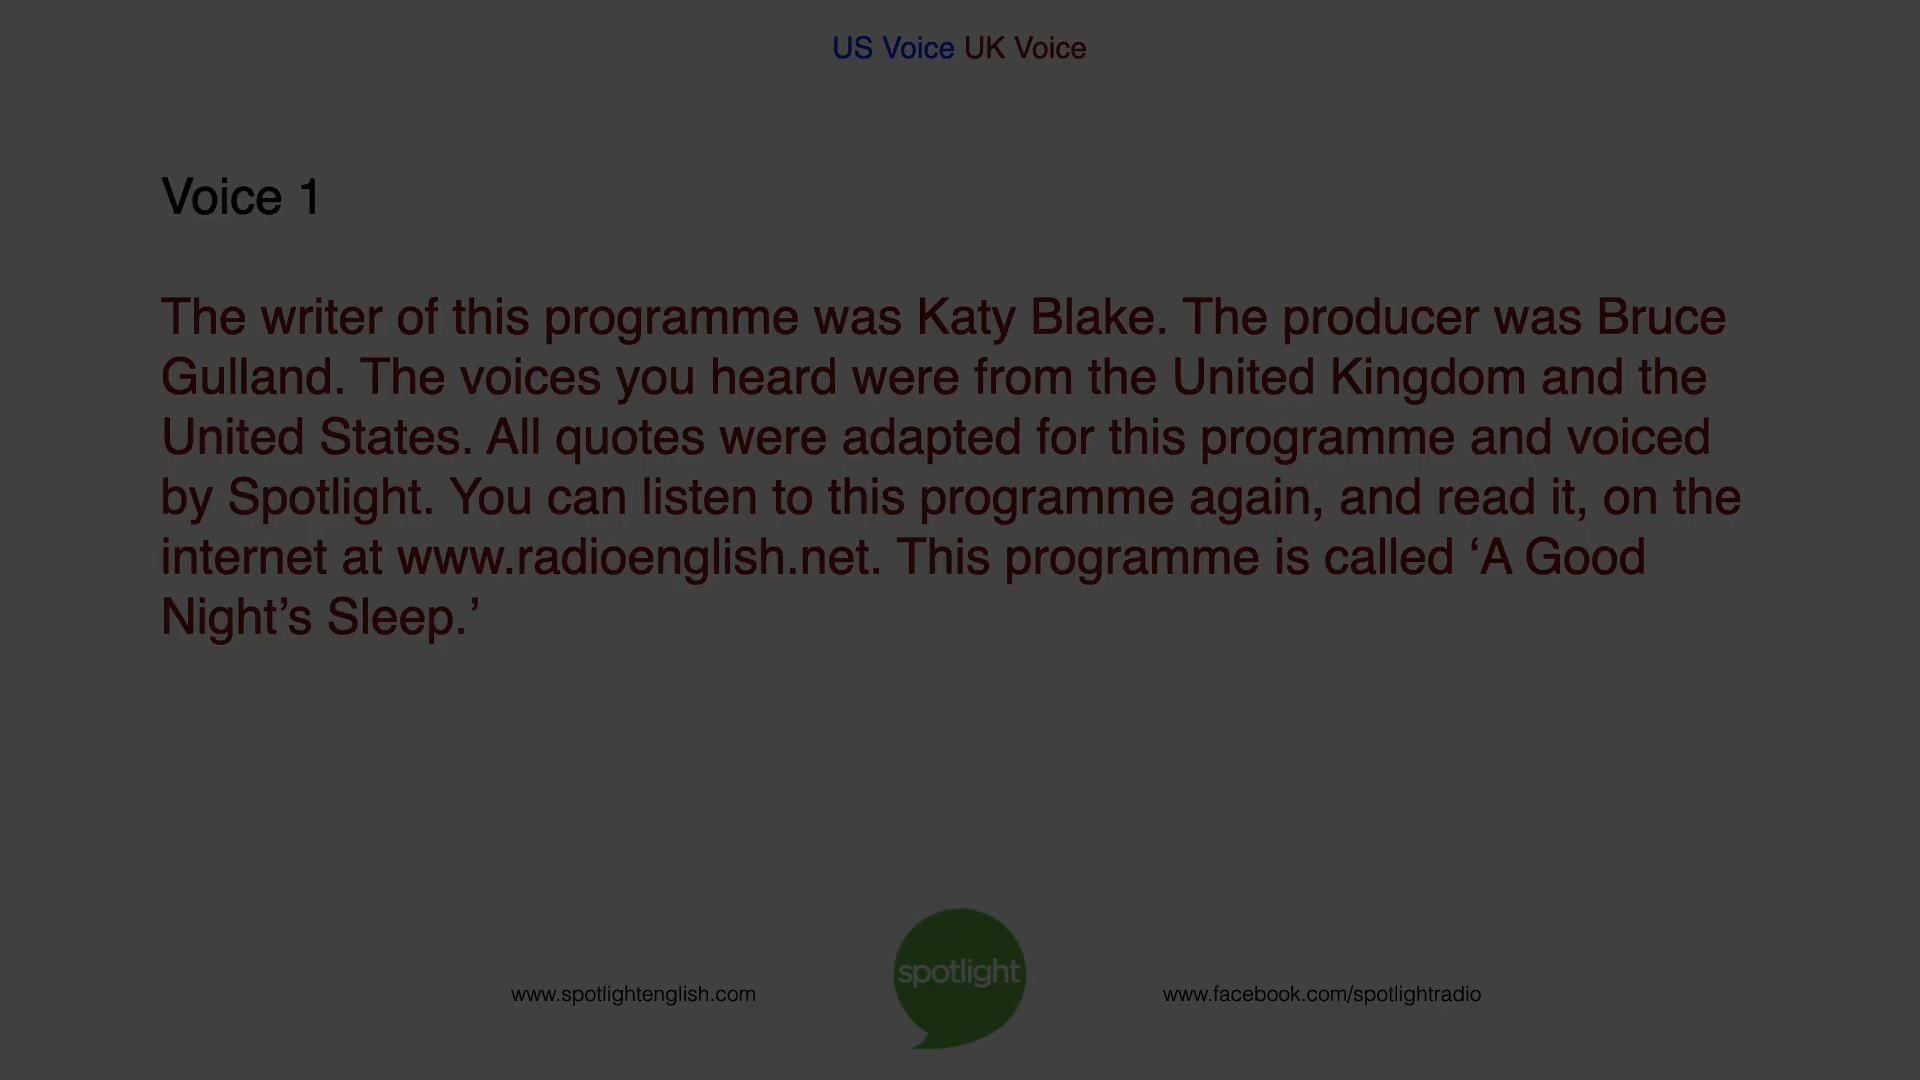 US Voice UK Voice
Voice 1
The writer of this programme was Katy Blake. The producer was Bruce
Gulland. The voices you heard were from the United Kingdom and the
United States. All quotes were adapted for this programme and voiced
by Spotlight. You can listen to this programme again, and read it, on the
internet at www.radioenglish.net. This programme is called ‘A Good
Night’s Sleep.’
spotlight
www.spotlightenglish.com
www.facebook.com/spotlightradio